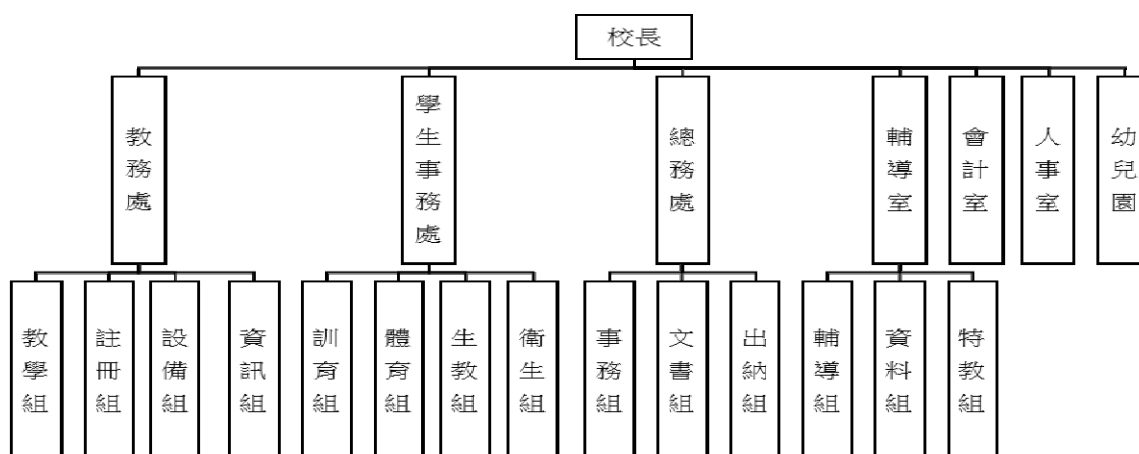 校長
教務處
學生事務處
總務處
輔導室
會計室
人事室
幼兒園
教學組
註冊組
設備組
資訊組
訓育組
體育組
生教組
衛生組
事務組
文書組
出納組
輔導組
資料組
特教組